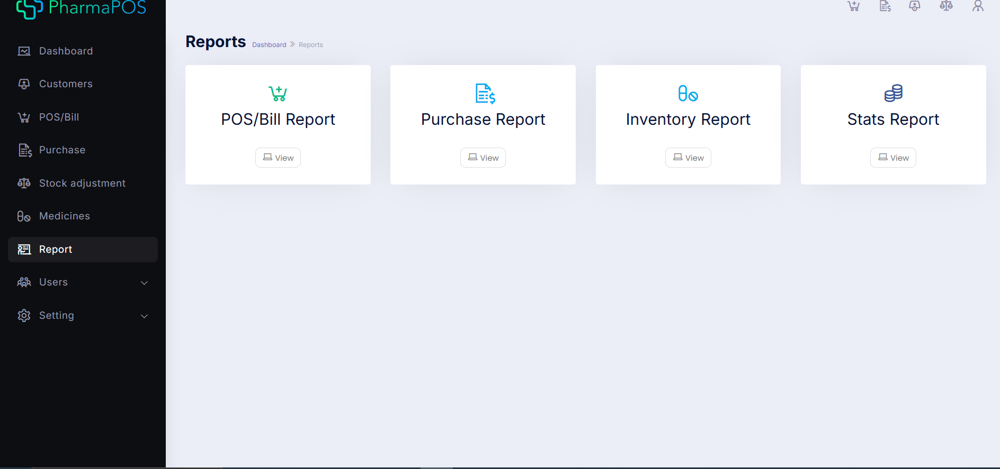 PharmaPOS
Dashboard
Customers
POS/Bill
Purchase
Stock adjustment
Medicines
Report
Users
Setting
Reports Dashboard Reports
POS/Bill Report
View
Purchase Report
View
Inventory Report
View
Stats Report
View